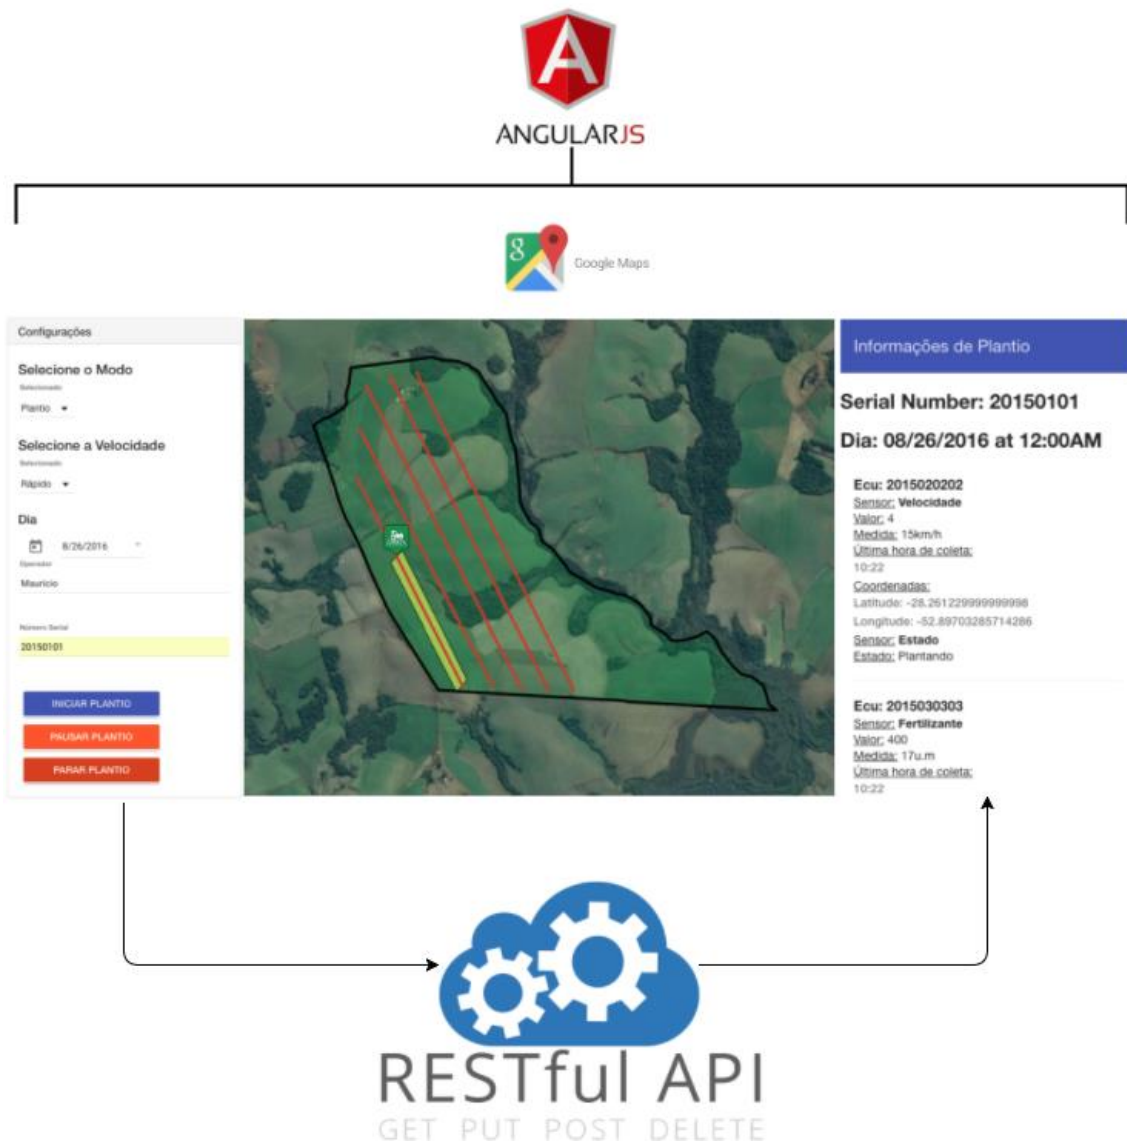 ANGULARJS
Google Maps
Configurações
Selecione o Modo
Selecionado
Plantio
Selecione a Velocidade
Selecionado
Rápido
Dia
8/26/2016
Operador
Mauricio
Número Serial
20150101
INICIAR PLANTIO
PAUSAR PLANTIO
PARAR PLANTIO
Informações de Plantio
Serial Number: 20150101
Dia: 08/26/2016 at 12:00AM
Ecu: 2015020202
Sensor: Velocidade
Valor: 4
Medida: 15km/h
Última hora de coleta:
10:22
Coordenadas:
Latitude: -28.261229999999998
Longitude: -52.89703285714286
Sensor: Estado
Estado: Plantando
Ecu: 2015030303
Sensor: Fertilizante
Valor: 400
Medida: 17u.m
Última hora de coleta:
10:22
RESTful API
GET PUT POST DELETE